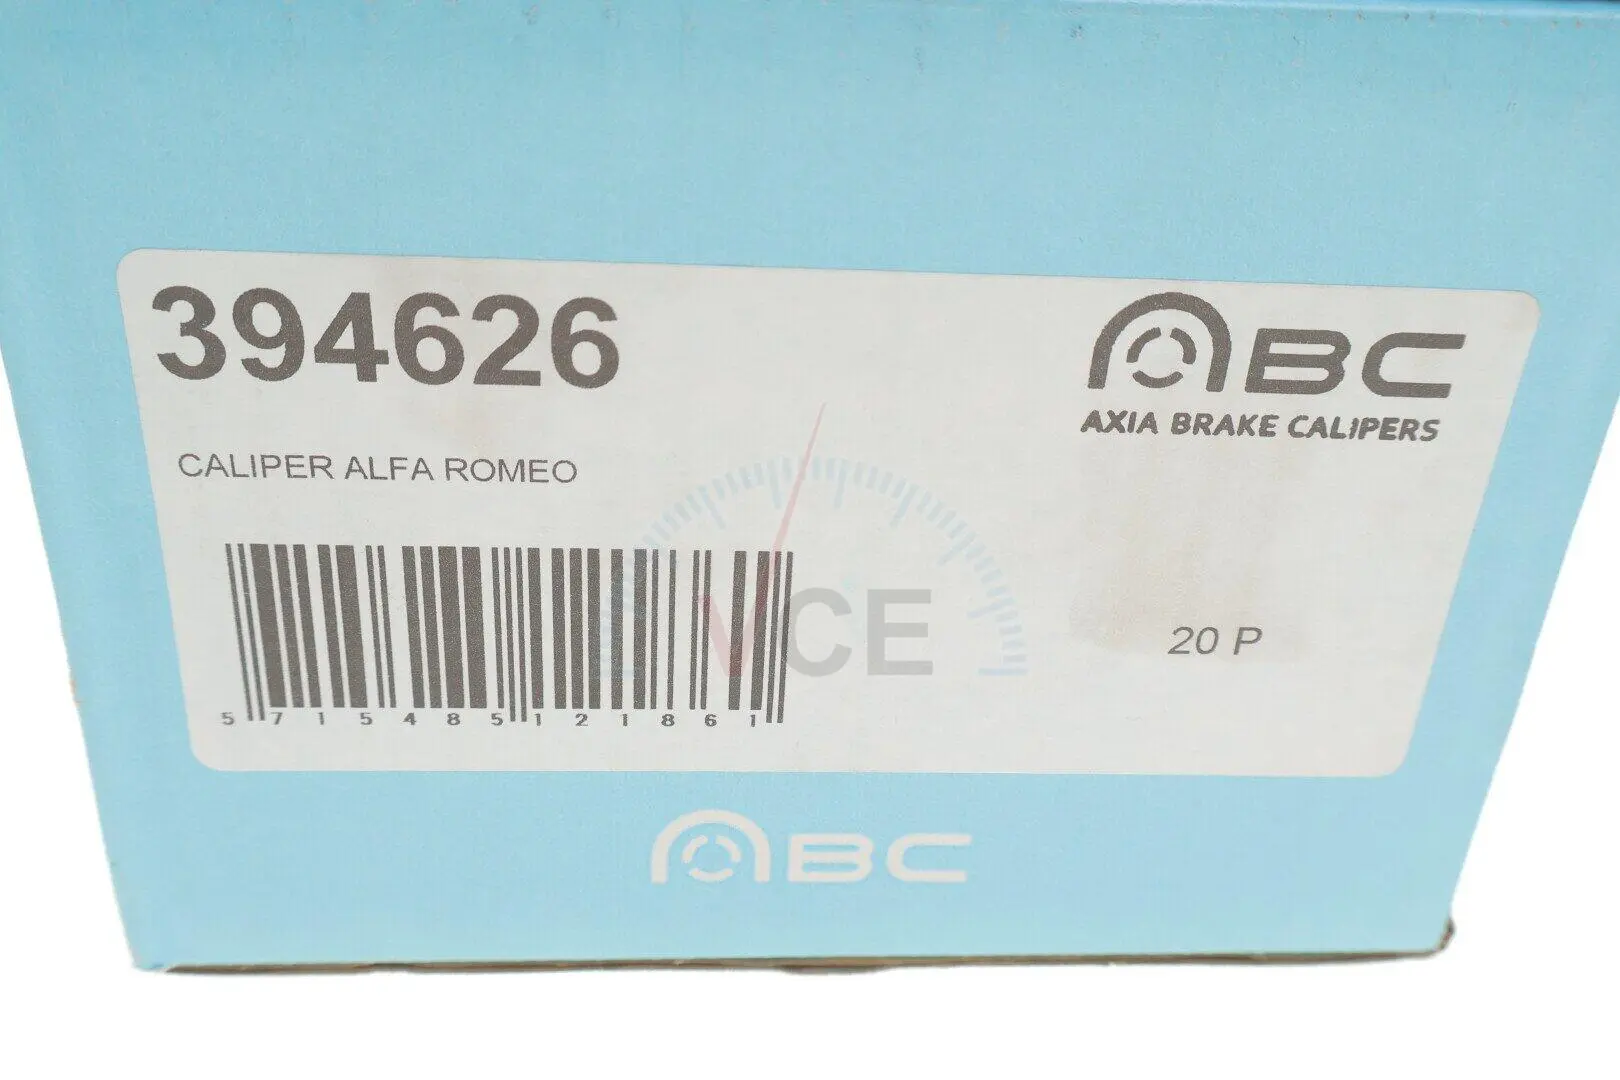 394626
ABC
AXIA BRAKE CALIPERS
CALIPER ALFA ROMEO
VCE
20 P
5715485121861
ABC